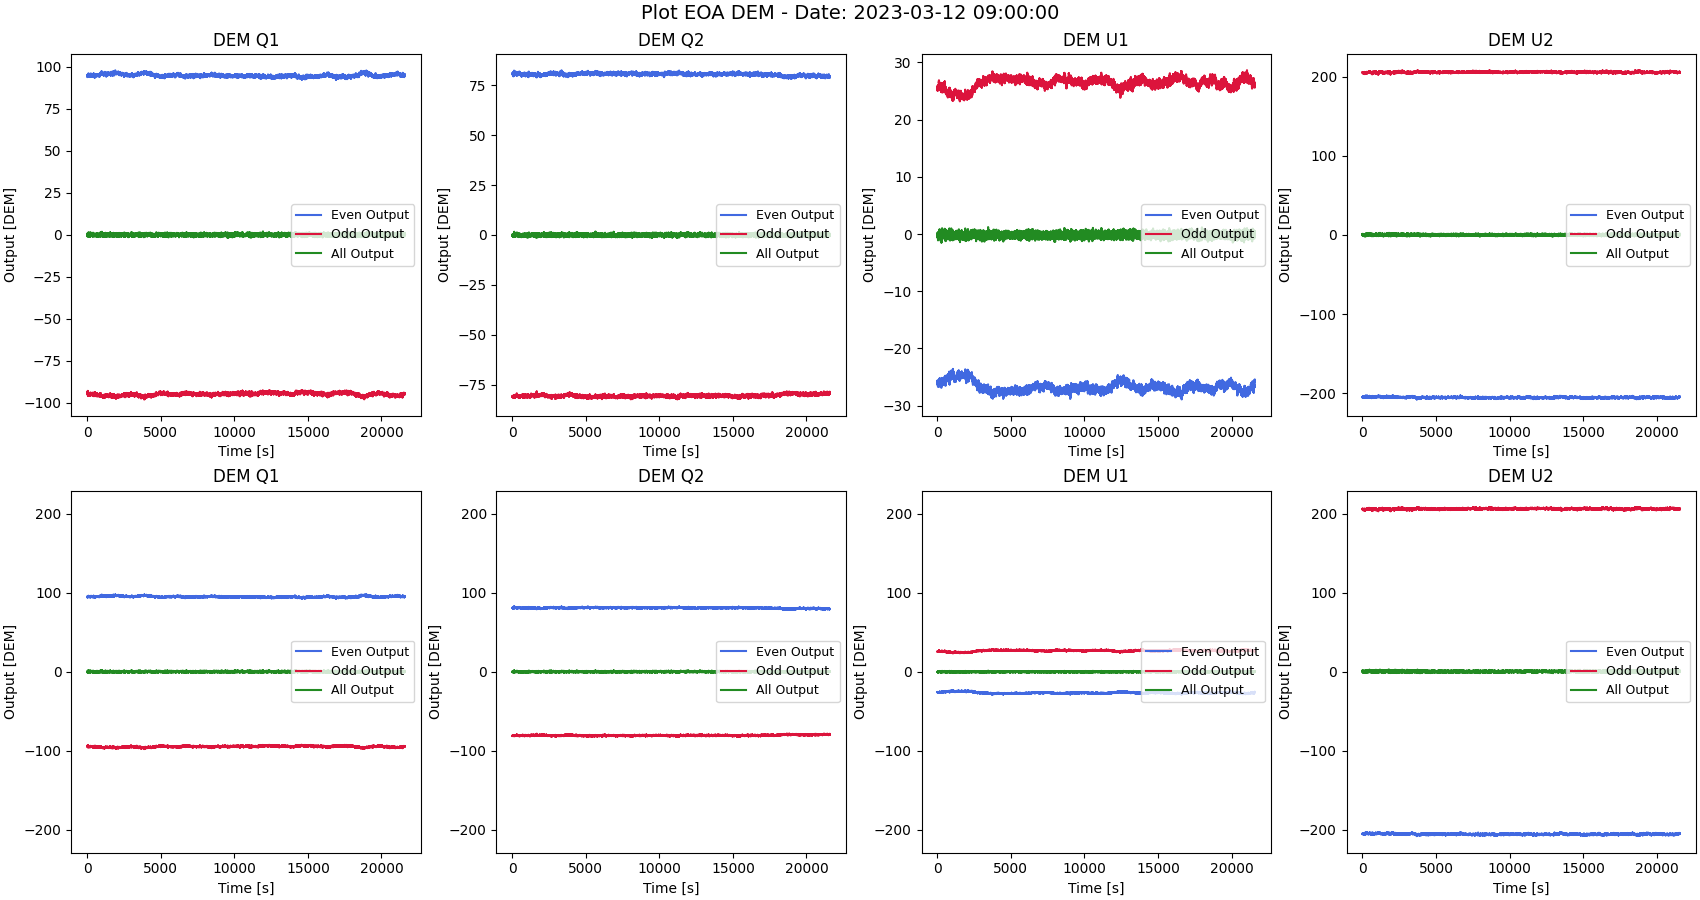 Plot EOA DEM - Date: 2023-03-12 09:00:00
DEM Q1
Output [DEM]
100
75
50
25
0
−25
−50
−75
−100
Even Output
Odd Output
All Output
0 5000 10000 15000 20000
Time [s]
DEM Q2
Output [DEM]
75
50
25
0
−25
−50
−75
Even Output
Odd Output
All Output
0 5000 10000 15000 20000
Time [s]
DEM U1
Output [DEM]
30
20
10
0
−10
−20
−30
Even Output
Odd Output
All Output
0 5000 10000 15000 20000
Time [s]
DEM U2
Output [DEM]
200
100
0
−100
−200
Even Output
Odd Output
All Output
0 5000 10000 15000 20000
Time [s]
DEM Q1
Output [DEM]
200
100
0
−100
−200
Even Output
Odd Output
All Output
0 5000 10000 15000 20000
Time [s]
DEM Q2
Output [DEM]
200
100
0
−100
−200
Even Output
Odd Output
All Output
0 5000 10000 15000 20000
Time [s]
DEM U1
Output [DEM]
200
100
0
−100
−200
Even Output
Odd Output
All Output
0 5000 10000 15000 20000
Time [s]
DEM U2
Output [DEM]
200
100
0
−100
−200
Even Output
Odd Output
All Output
0 5000 10000 15000 20000
Time [s]